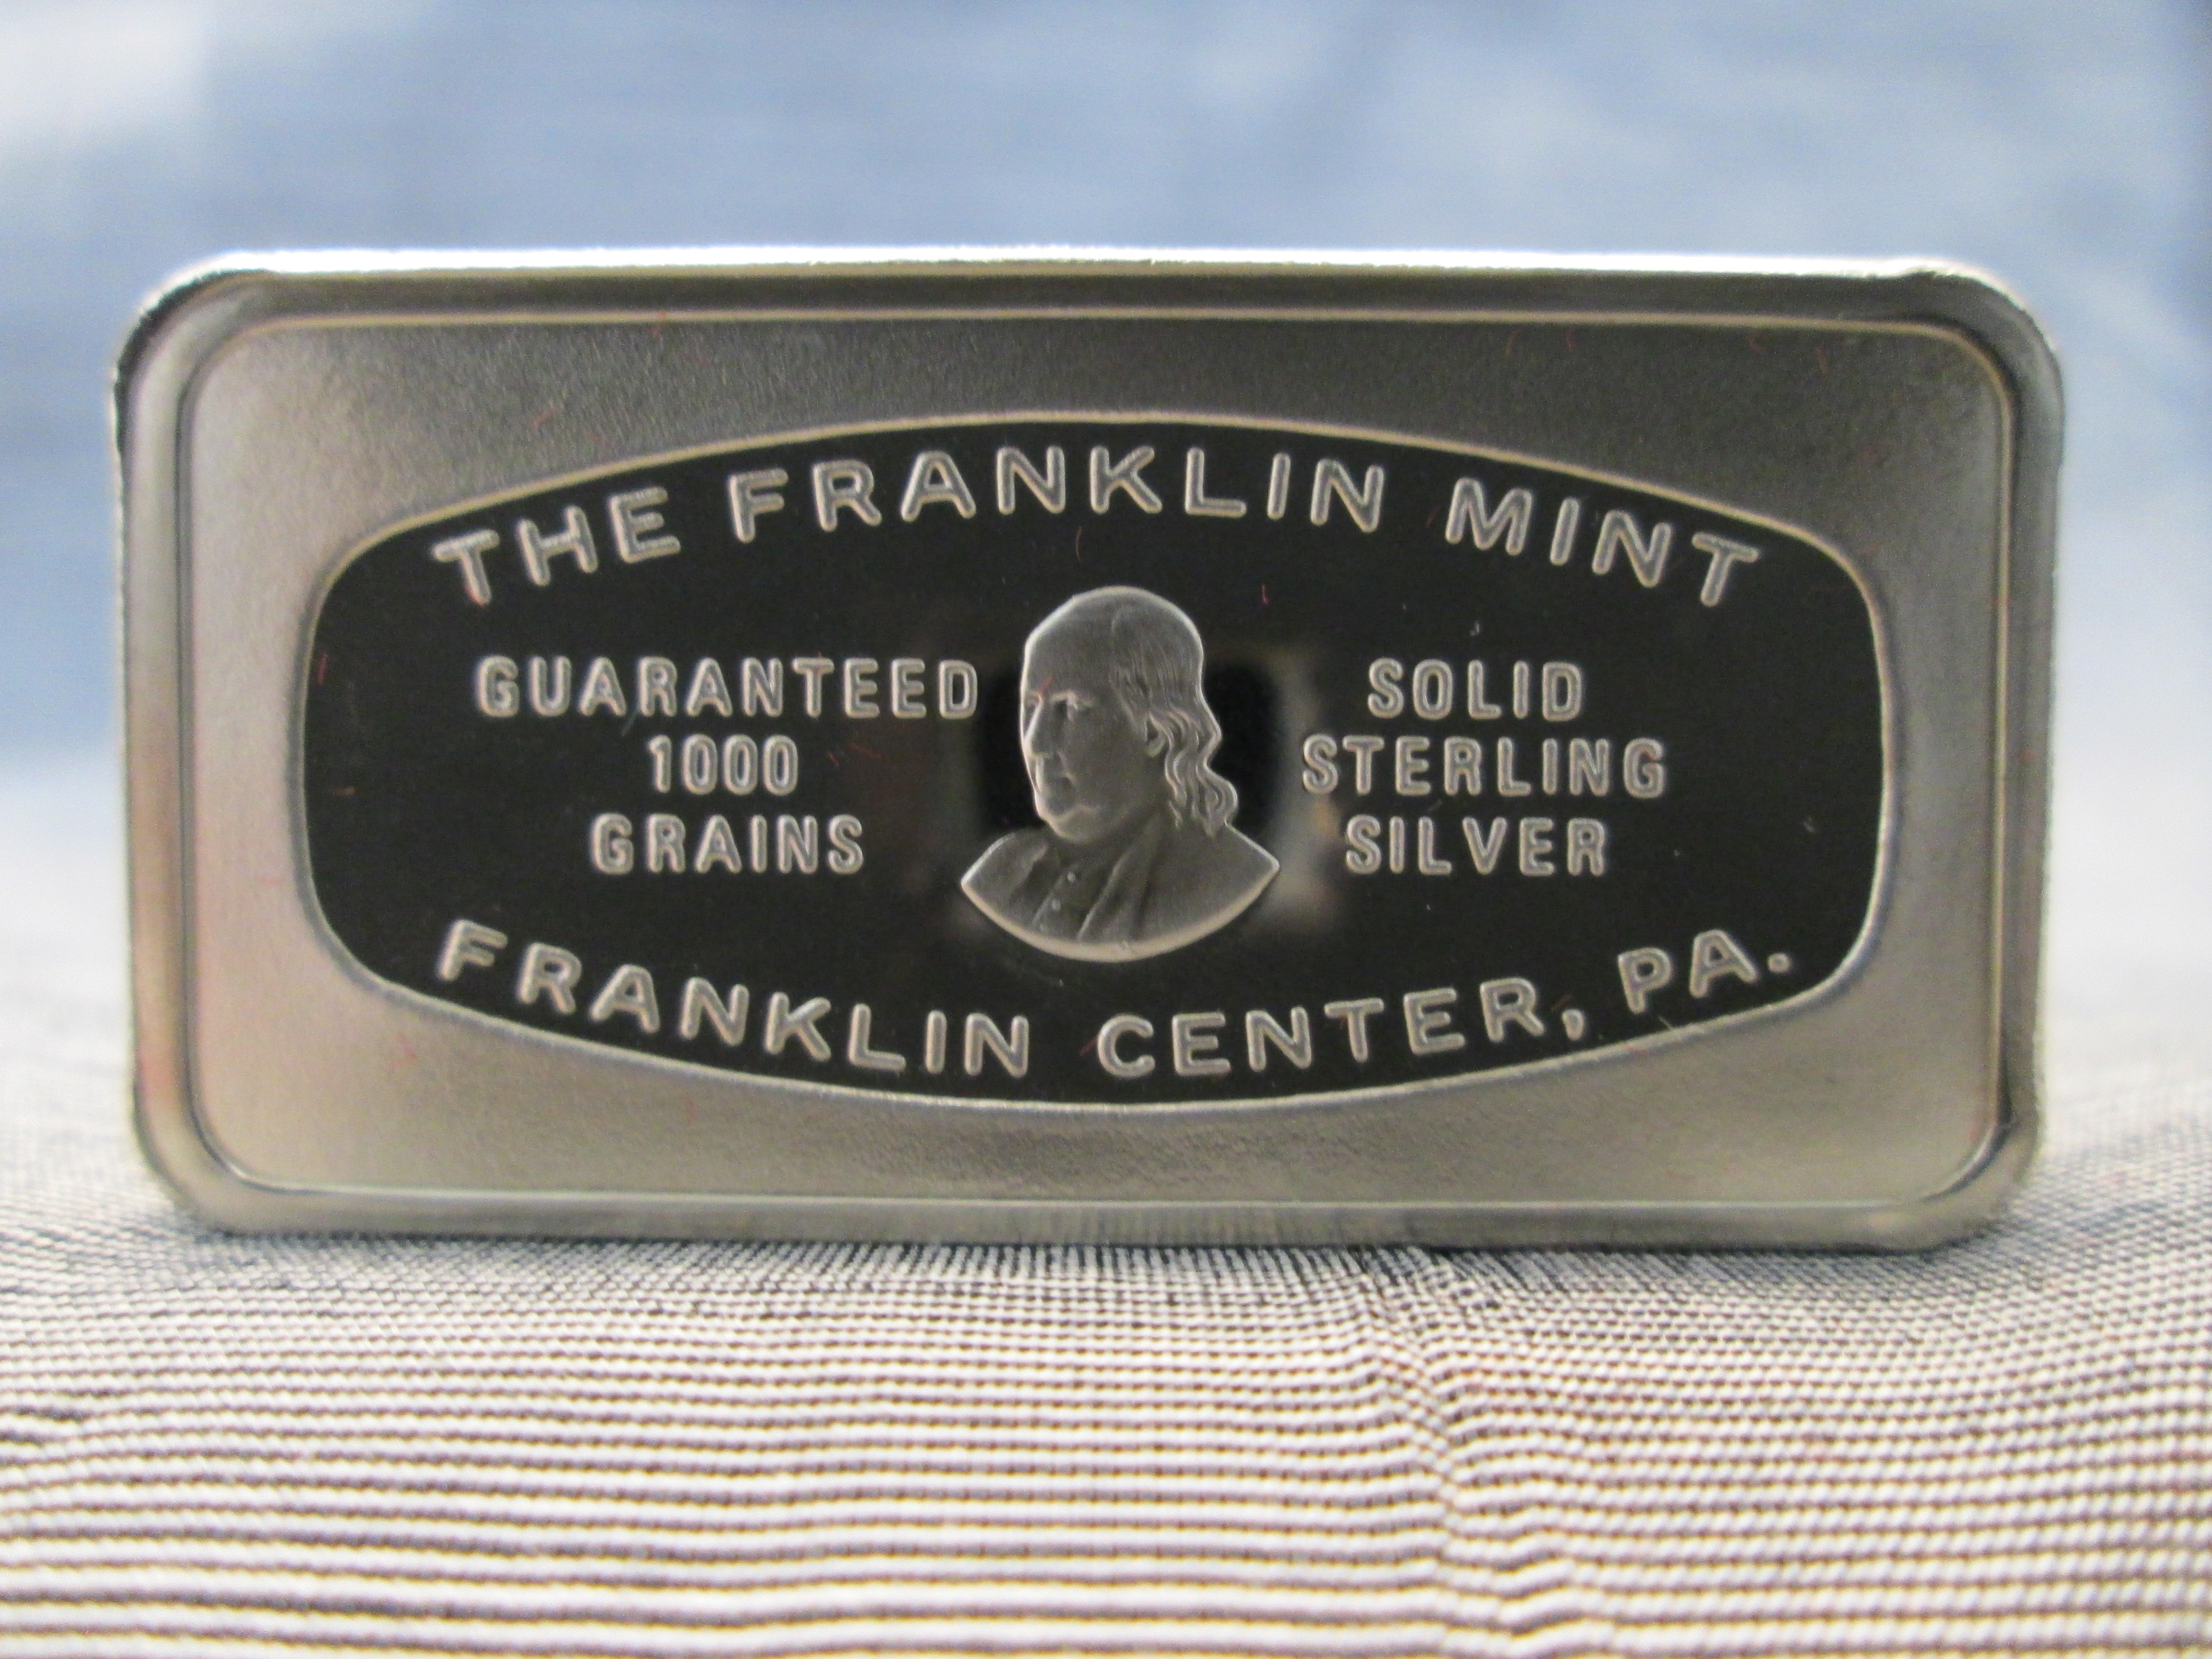 THE FRANKLIN MINT
GUARANTEED
1000
GRAINS
SOLID
STERLING
SILVER
FRANKLIN CENTER, PA.